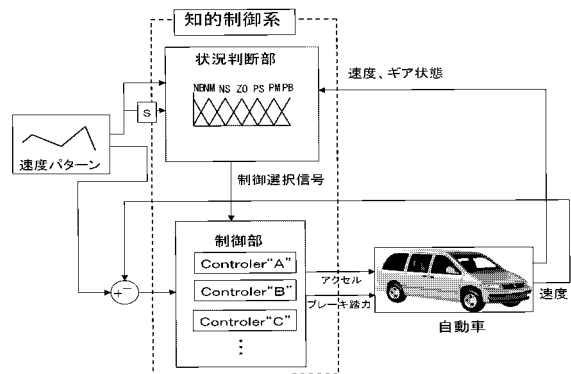 知的制御系
状況判断部
NBNM NS ZO PS PM PB
速度、ギア状態
S
速度パターン
制御選択信号
制御部
Controler“A”
アクセル
Controler“B”
ブレーキ踏力
+
−
速度
Controler“C”
自動車
⋮